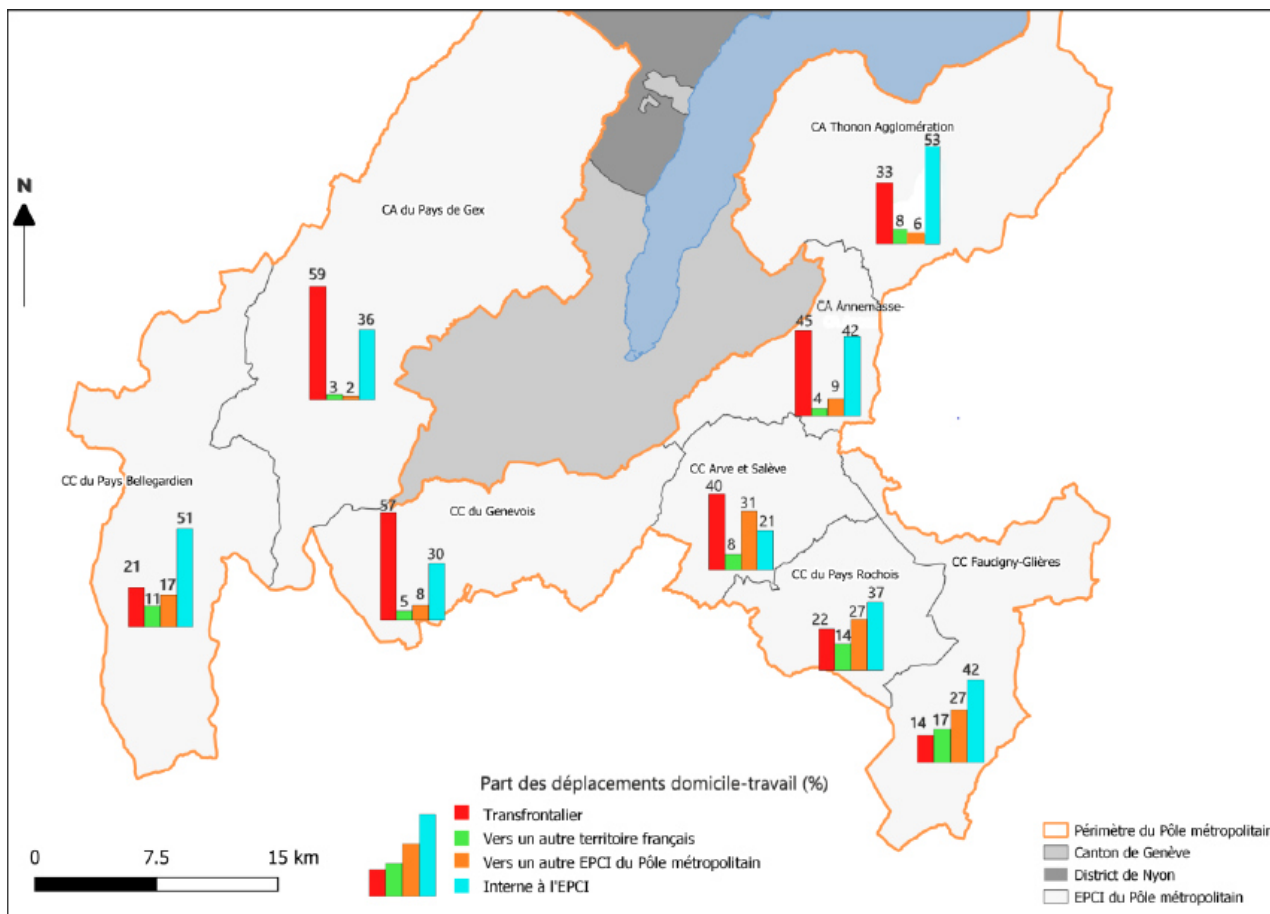 N
CA Thonon Agglomération
33
8
6
53
CA du Pays de Gex
59
3
2
36
CA Annemasse-
45
4
9
42
CC du Pays Bellegardien
21
11
17
51
CC du Genevois
57
5
8
30
CC Arve et Salève
40
8
31
21
CC du Pays Rochois
22
14
27
37
CC Faucigny-Glières
14
17
27
42
Part des déplacements domicile-travail (%)
Transfrontalier
Vers un autre territoire français
Vers un autre EPCI du Pôle métropolitain
Interne à l'EPCI
0 7.5 15 km
Périmètre du Pôle métropolitain
Canton de Genève
District de Nyon
EPCI du Pôle métropolitain